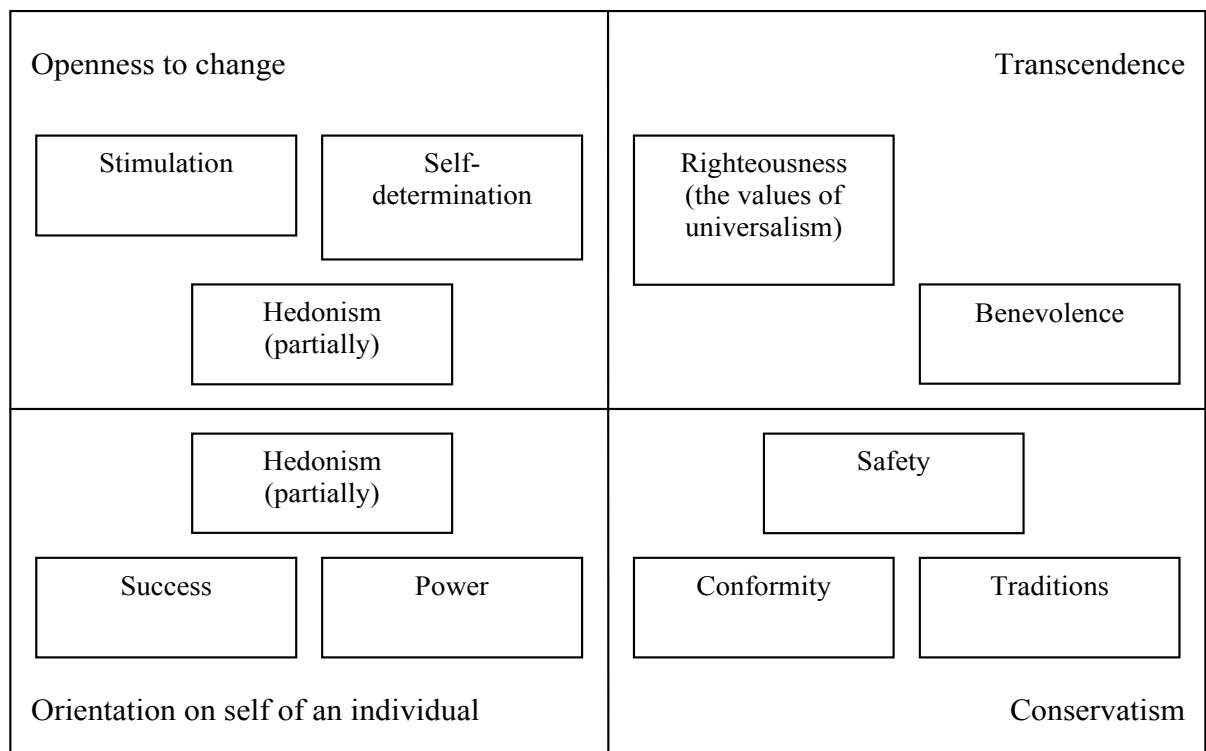 Openness to change
Transcendence
Stimulation
Self-
determination
Righteousness
(the values of
universalism)
Hedonism
(partially)
Benevolence
Hedonism
(partially)
Safety
Success
Power
Conformity
Traditions
Orientation on self of an individual
Conservatism